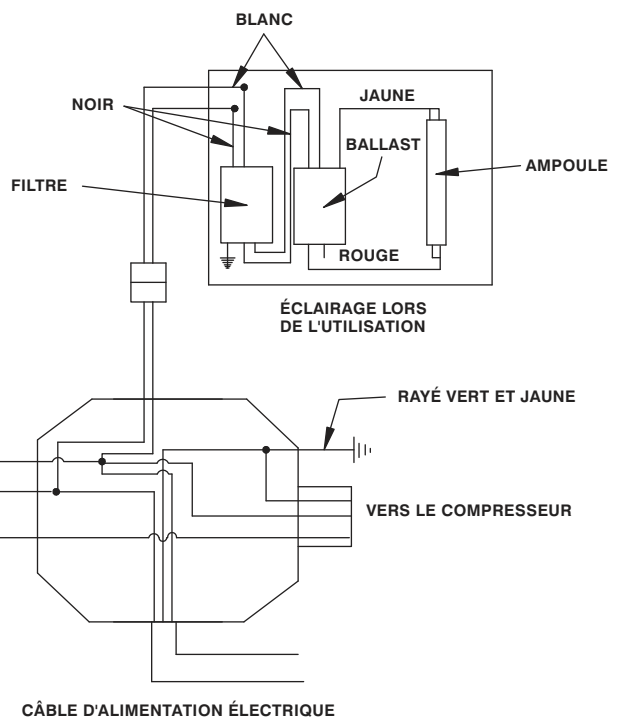 BLANC
NOIR
JAUNE
BALLAST
AMPOULE
FILTRE
ROUGE
ÉCLAIRAGE LORS
DE L'UTILISATION
RAYÉ VERT ET JAUNE
VERS LE COMPRESSEUR
CÂBLE D'ALIMENTATION ÉLECTRIQUE